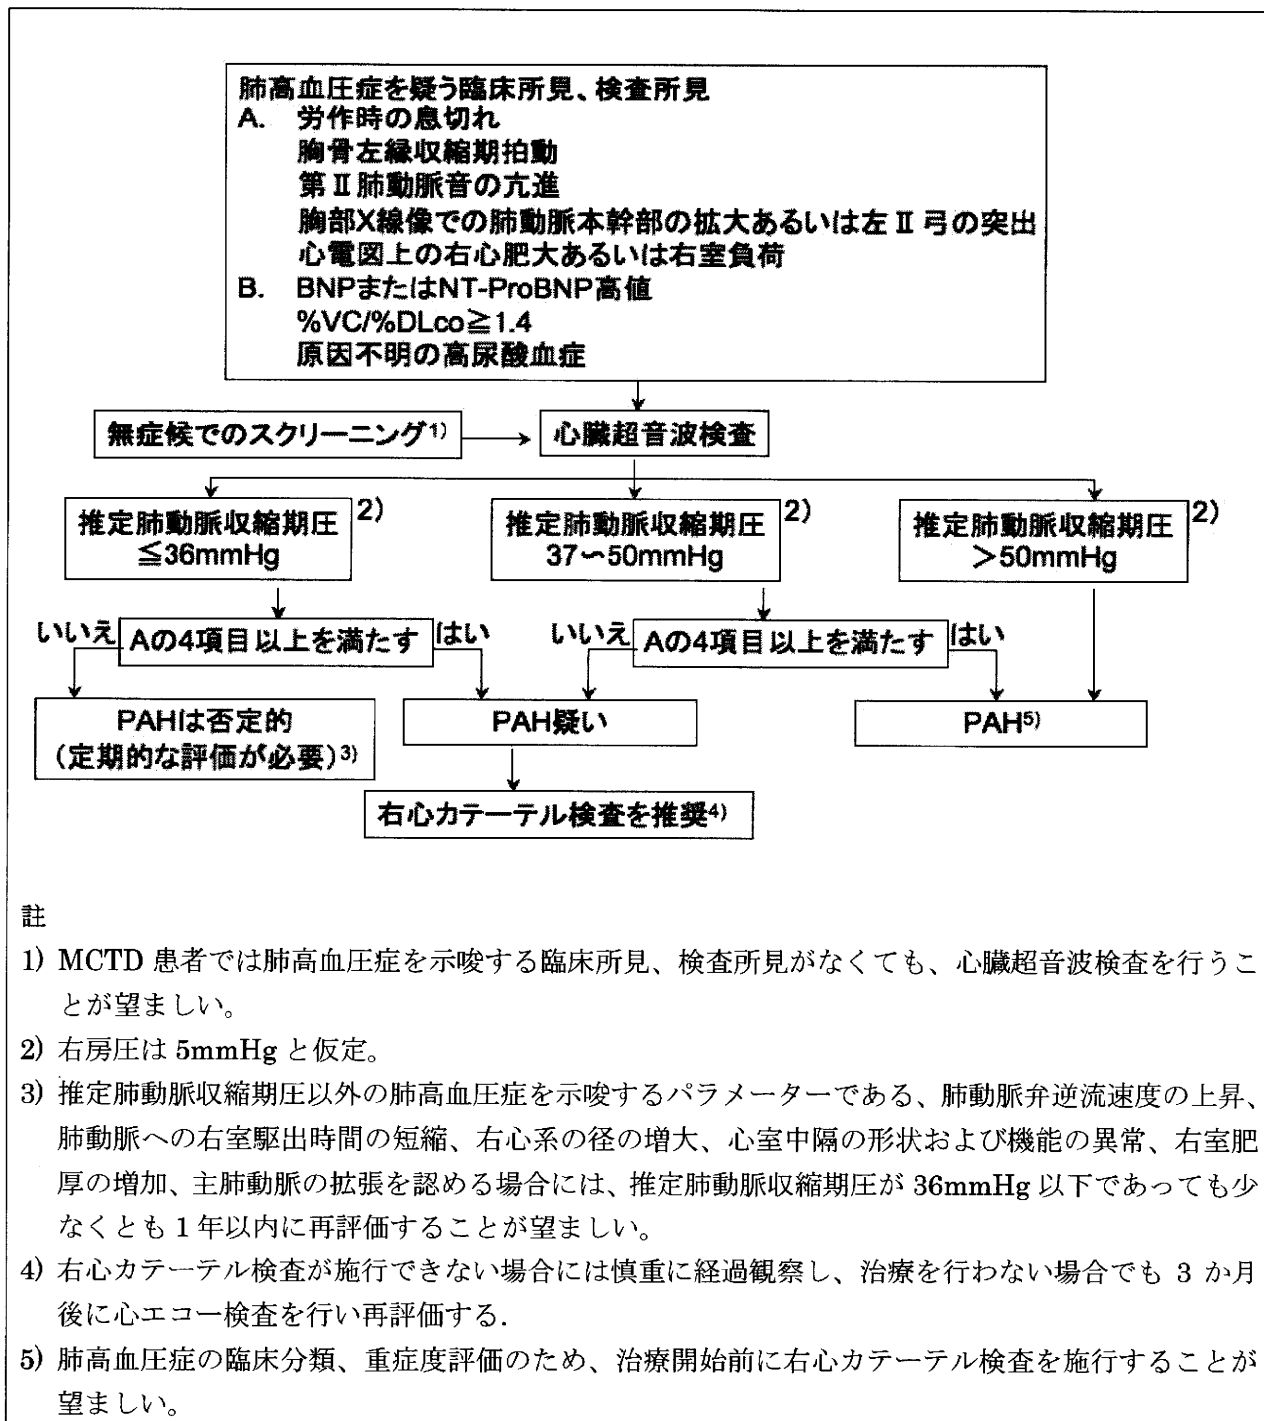 肺高血圧症を疑う臨床所見、検査所見
A. 労作時の息切れ
胸骨左縁収縮期拍動
第Ⅱ肺動脈音の亢進
胸部X線像での肺動脈本幹部の拡大あるいは左Ⅱ弓の突出
心電図上の右心肥大あるいは右室負荷
B. BNPまたはNT-ProBNP高値
%VC/%DLco≧1.4
原因不明の高尿酸血症
無症候でのスクリーニング1)
心臓超音波検査
推定肺動脈収縮期圧 2)
≦36mmHg
推定肺動脈収縮期圧 2)
37〜50mmHg
推定肺動脈収縮期圧 2)
>50mmHg
いいえ Aの4項目以上を満たす はい
いいえ Aの4項目以上を満たす はい
PAHは否定的
(定期的な評価が必要)3)
PAH疑い
PAH5)
右心カテーテル検査を推奨4)
註
1) MCTD 患者では肺高血圧症を示唆する臨床所見、検査所見がなくても、心臓超音波検査を行うこ
とが望ましい。
2) 右房圧は 5mmHg と仮定。
3) 推定肺動脈収縮期圧以外の肺高血圧症を示唆するパラメーターである、肺動脈弁逆流速度の上昇、
肺動脈への右室駆出時間の短縮、右心系の径の増大、心室中隔の形状および機能の異常、右室肥
厚の増加、主肺動脈の拡張を認める場合には、推定肺動脈収縮期圧が 36mmHg 以下であっても少
なくとも 1 年以内に再評価することが望ましい。
4) 右心カテーテル検査が施行できない場合には慎重に経過観察し、治療を行わない場合でも 3 か月
後に心エコー検査を行い再評価する.
5) 肺高血圧症の臨床分類、重症度評価のため、治療開始前に右心カテーテル検査を施行することが
望ましい。